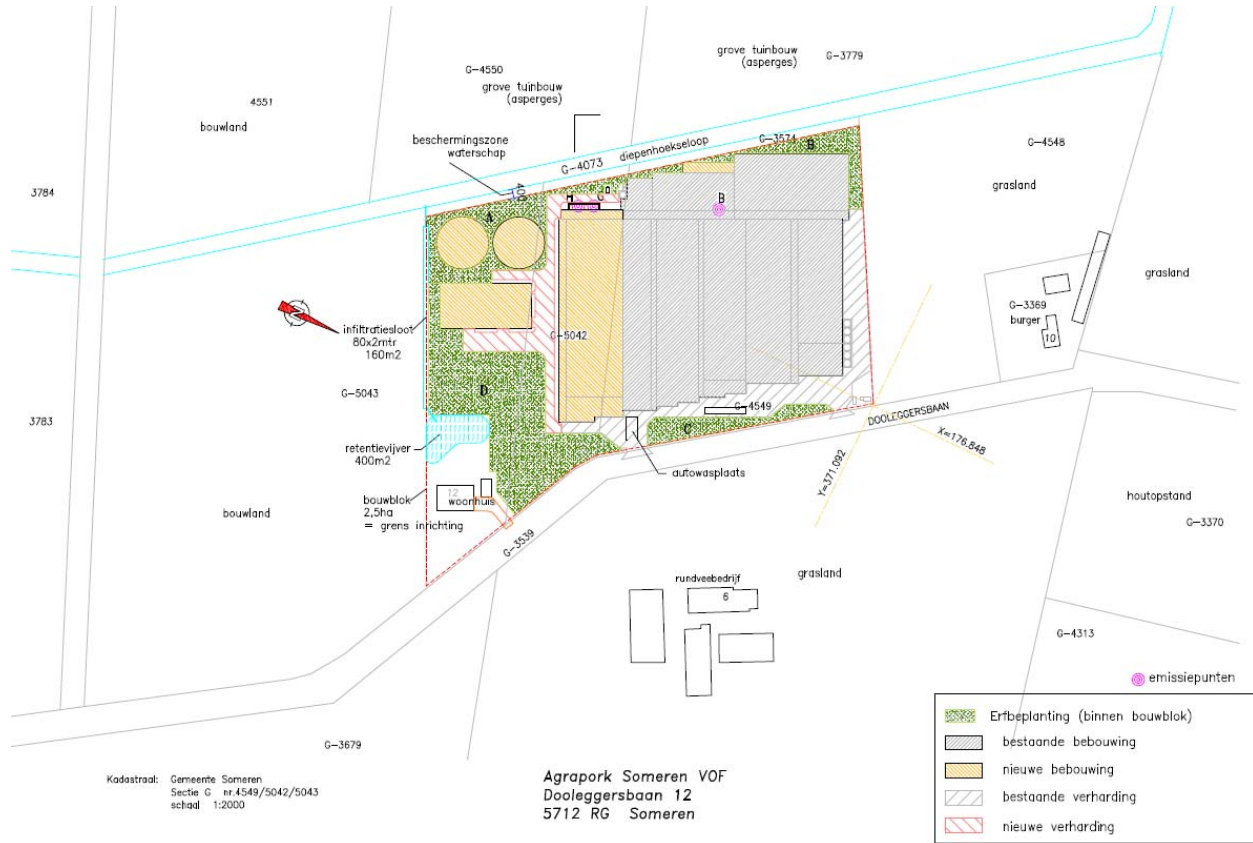 grove tuinbouw
(asperges)
G-3779
G-4550
grove tuinbouw
(asperges)
4551
bouwland
beschermingszone
waterschap
G-3574
B
G-4073
diepenhoekseloop
G-4548
grasland
3784
400
A
B
grasland
G-3369
burger
10
infiltratiesloot
80x2mtr
160m2
G-5042
G-5043
D
3783
G-4549
C
DOOLEGGERSBAAN
X=176.848
Y=371.092
retentievijver
400m2
autowasplaats
bouwblok
2,5ha
= grens inrichting
12
woonhuis
bouwland
houtopstand
G-3370
G-3539
rundveebedrijf
6
grasland
G-4313
emissiepunten
G-3679
Erfbeplanting (binnen bouwblok)
bestaande bebouwing
nieuwe bebouwing
bestaande verharding
nieuwe verharding
Kadastraal: Gemeente Someren
Sectie G nr.4549/5042/5043
schaal 1:2000
Agrapork Someren VOF
Dooleggersbaan 12
5712 RG Someren